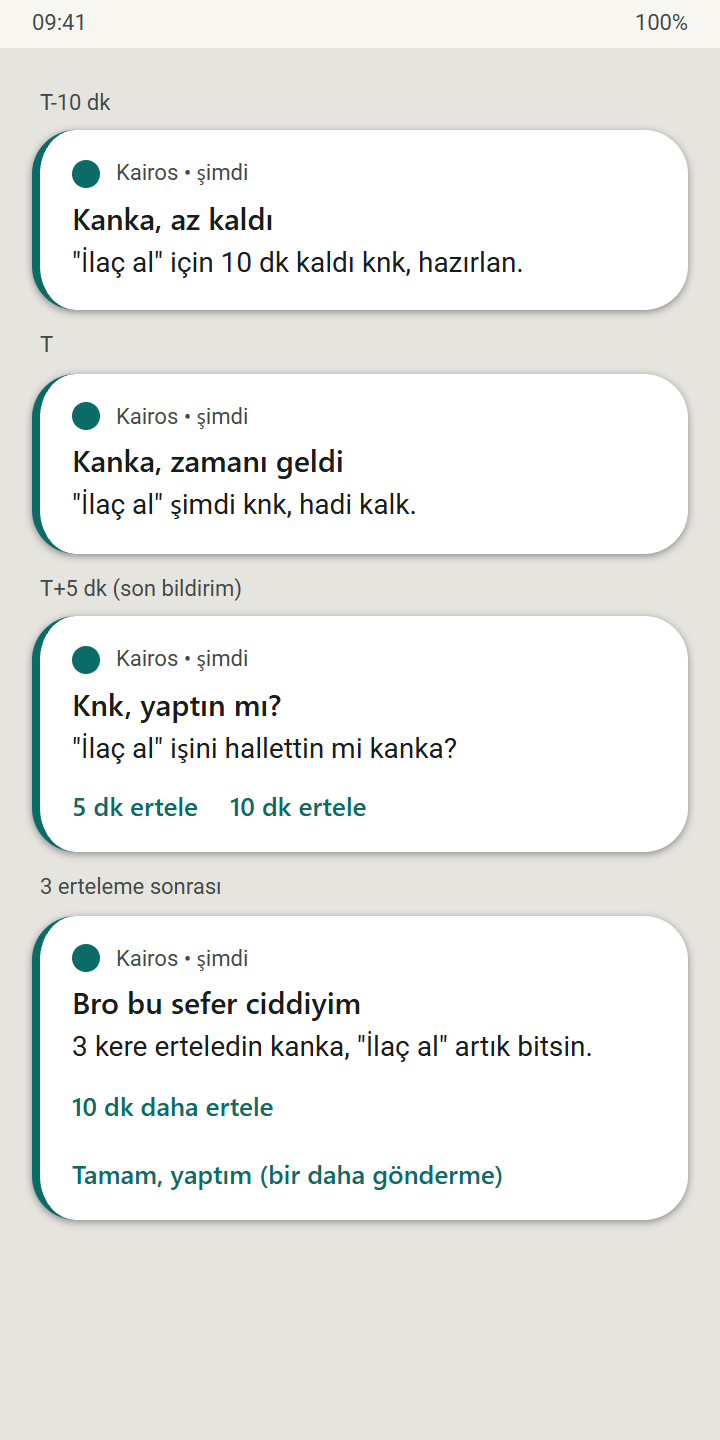 09:41 100%
T-10 dk
Kairos • şimdi
Kanka, az kaldı
"İlaç al" için 10 dk kaldı knk, hazırlan.
T
Kairos • şimdi
Kanka, zamanı geldi
"İlaç al" şimdi knk, hadi kalk.
T+5 dk (son bildirim)
Kairos • şimdi
Knk, yaptın mı?
"İlaç al" işini hallettin mi kanka?
5 dk ertele 10 dk ertele
3 erteleme sonrası
Kairos • şimdi
Bro bu sefer ciddiyim
3 kere erteledin kanka, "İlaç al" artık bitsin.
10 dk daha ertele
Tamam, yaptım (bir daha gönderme)